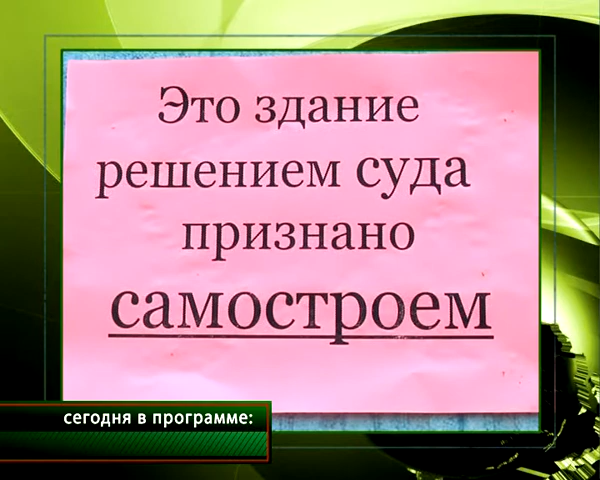 Это здание
решением суда
признано
самостроем
сегодня в программе: